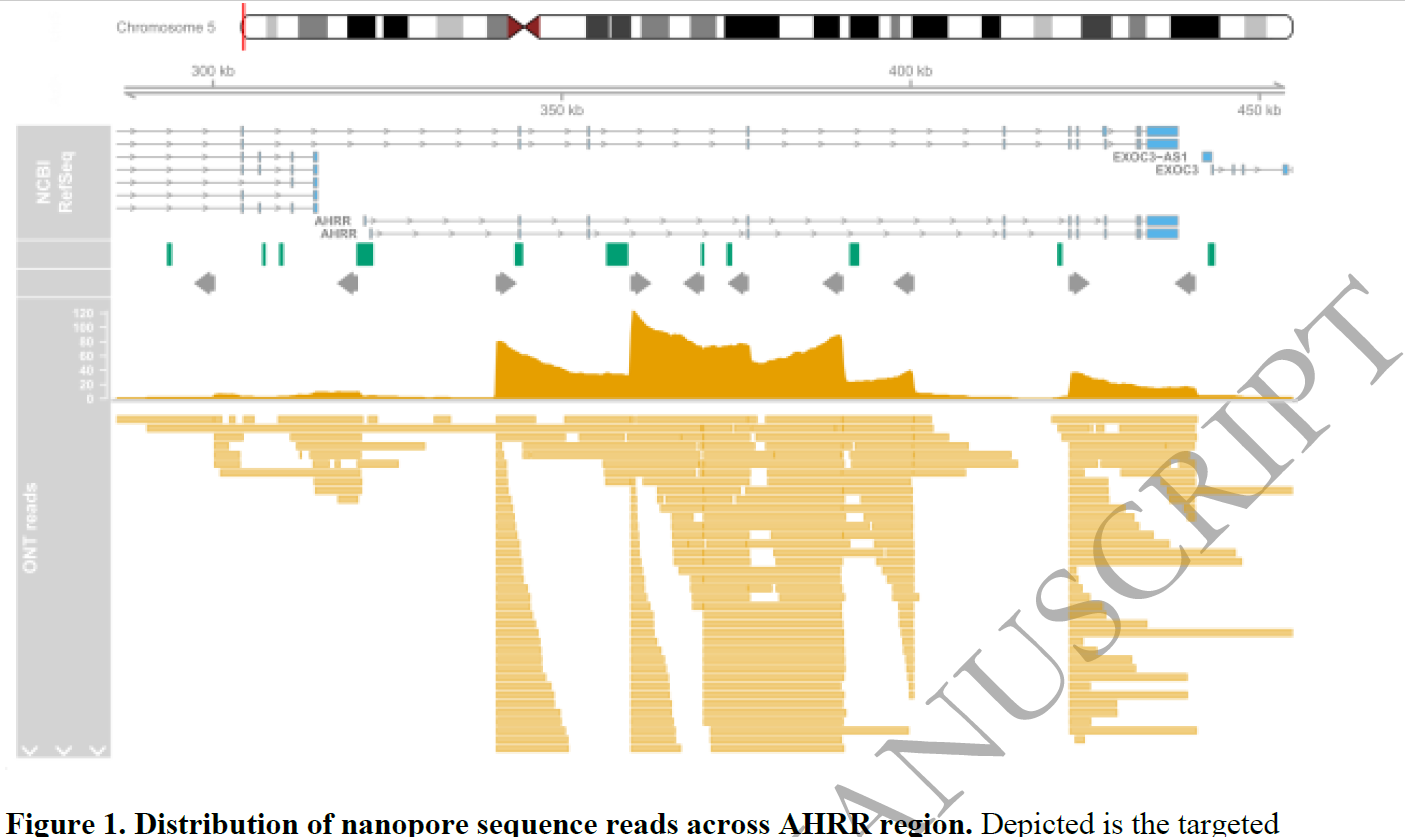 Chromosome 5
300 kb
400 kb
350 kb
450 kb
NCBI
RefSeq
EXOC3-AS1
EXOC3
AHRR
AHRR
120
100
80
60
40
20
0
ONT reads
ANUSCRIPT
Figure 1. Distribution of nanopore sequence reads across AHRR region. Depicted is the targeted